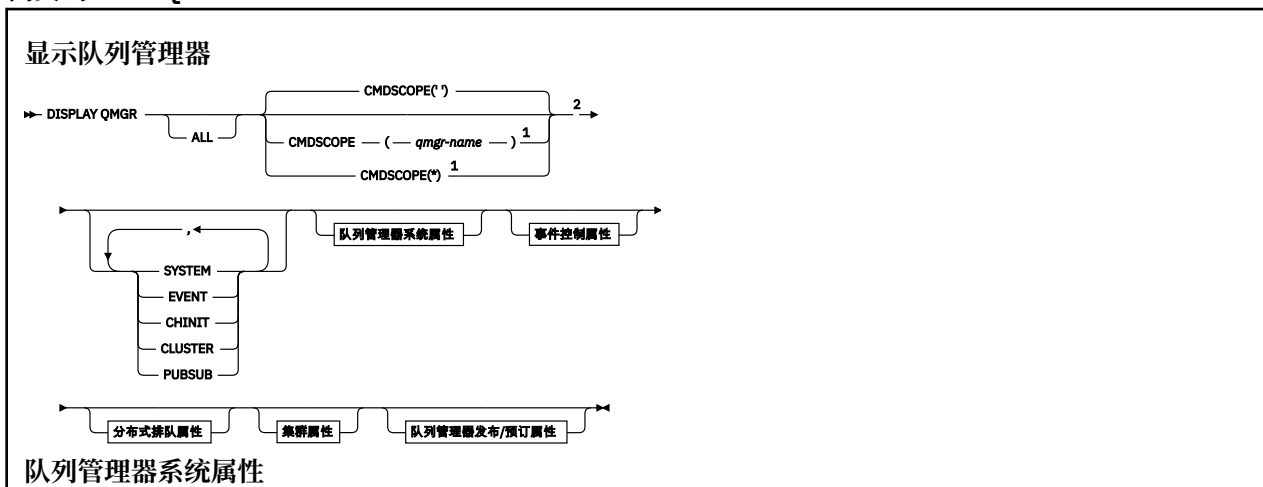 显示队列管理器
CMDSCOPE(' ')
DISPLAY QMGR
ALL
CMDSCOPE ( qmgr-name ) 1
2
CMDSCOPE(*) 1
,
SYSTEM
EVENT
CHINIT
CLUSTER
PUBSUB
队列管理器系统属性
事件控制属性
分布式排队属性
集群属性
队列管理器发布/预订属性
队列管理器系统属性